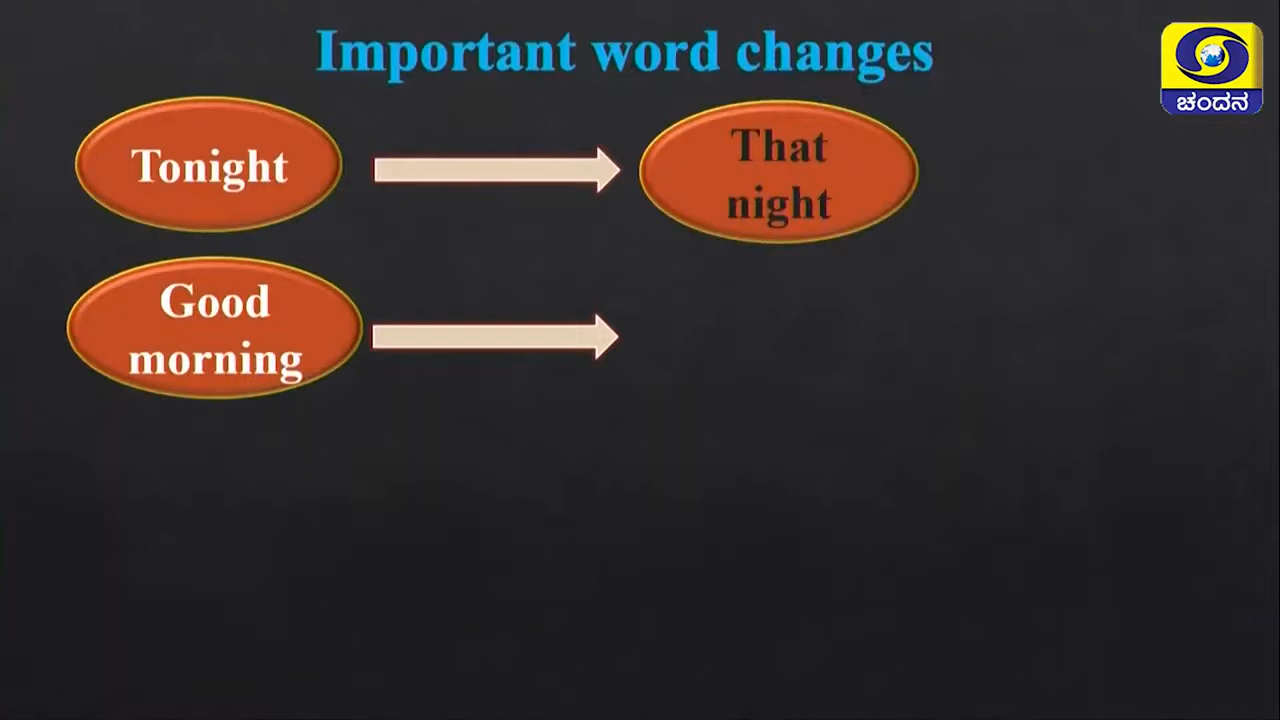 Important word changes
ಚಂದನ
Tonight
That
night
Good
morning